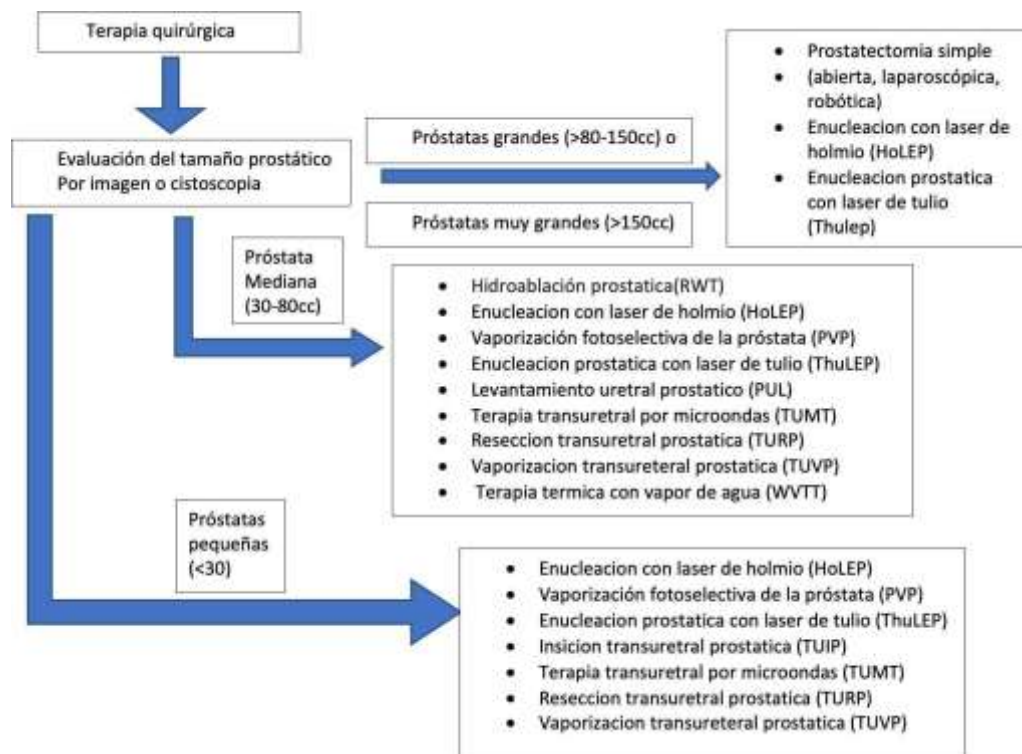 Terapia quirúrgica
Evaluación del tamaño prostático
Por imagen o cistoscopia
Próstatas grandes (>80-150cc) o
Próstatas muy grandes (>150cc)
• Prostatectomia simple
• (abierta, laparoscópica,
robótica)
• Enucleacion con laser de
holmio (HoLEP)
• Enucleacion prostatica
con laser de tulio
(Thulep)
Próstata
Mediana
(30-80cc)
• Hidroablación prostatica(RWT)
• Enucleacion con laser de holmio (HoLEP)
• Vaporización fotoselectiva de la próstata (PVP)
• Enucleacion prostatica con laser de tulio (ThuLEP)
• Levantamiento uretral prostatico (PUL)
• Terapia transuretral por microondas (TUMT)
• Reseccion transuretral prostatica (TURP)
• Vaporizacion transureteral prostatica (TUVP)
• Terapia termica con vapor de agua (WVTT)
Próstatas
pequeñas
(<30)
• Enucleacion con laser de holmio (HoLEP)
• Vaporización fotoselectiva de la próstata (PVP)
• Enucleacion prostatica con laser de tulio (ThuLEP)
• Insicion transuretral prostatica (TUIP)
• Terapia transuretral por microondas (TUMT)
• Reseccion transuretral prostatica (TURP)
• Vaporizacion transureteral prostatica (TUVP)